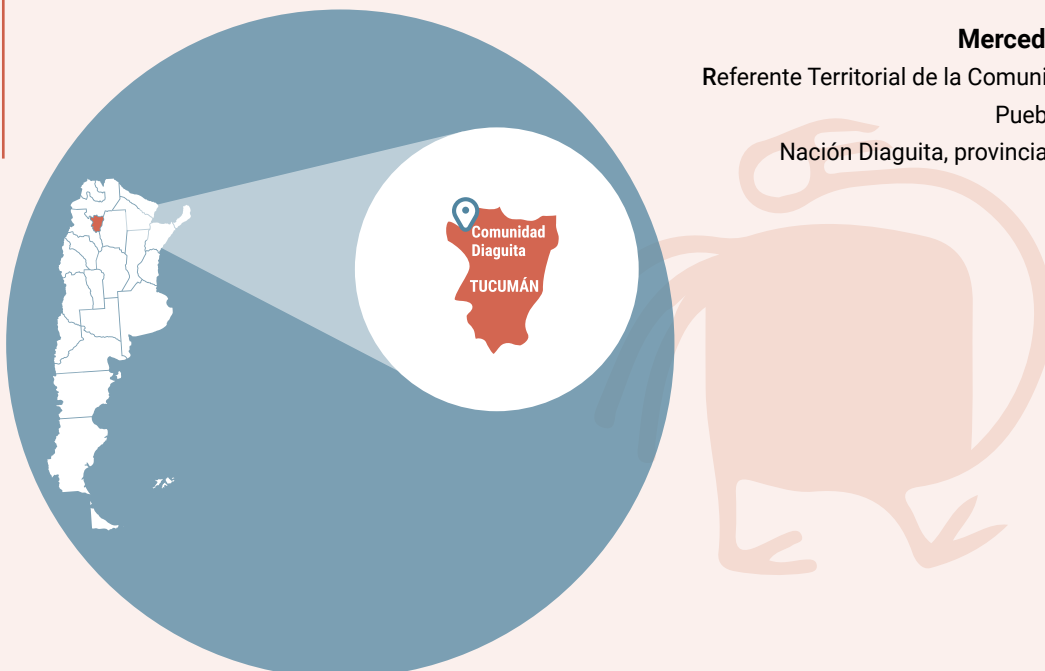 Merced
Referente Territorial de la Comuni
Pueb
Nación Diaguita, provincia
Comunidad
Diaguita
TUCUMÁN